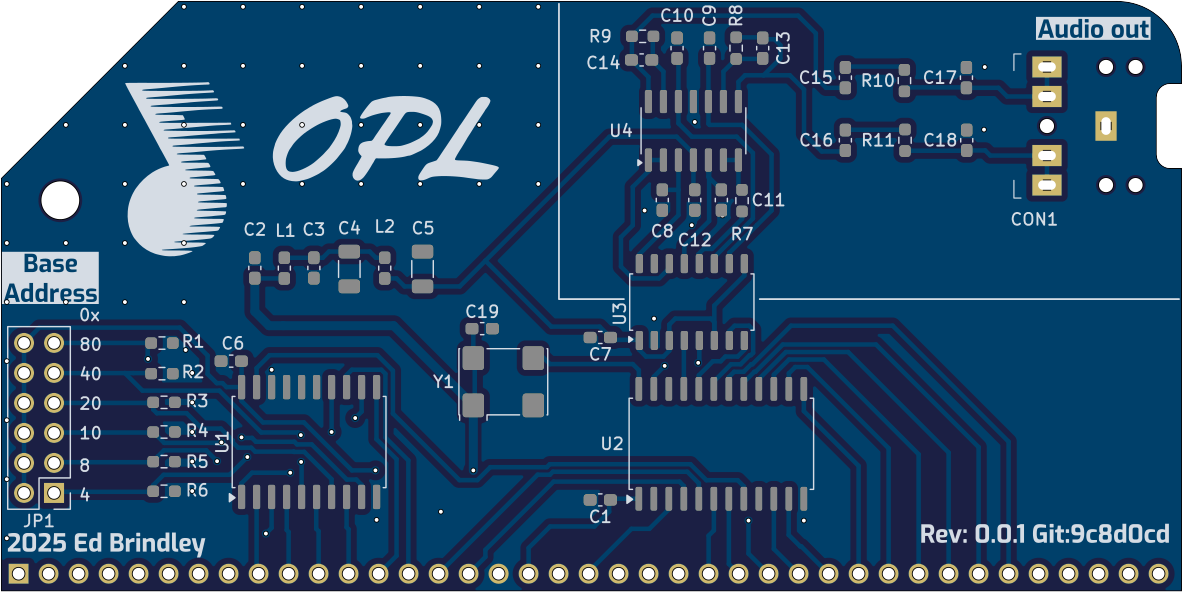 C10
C9
R8
R9
C14
C13
Audio out
C15
R10
C17
OPL
U4
C16
R11
C18
C11
CON1
C8
C12
R7
C2
L1
C3
C4
L2
C5
Base
Address
0x
80
40
20
10
8
4
R1
R2
R3
R4
R5
R6
C6
U1
C19
Y1
C7
U3
U2
C1
JP1
2025 Ed Brindley
Rev: 0.0.1 Git:9c8d0cd